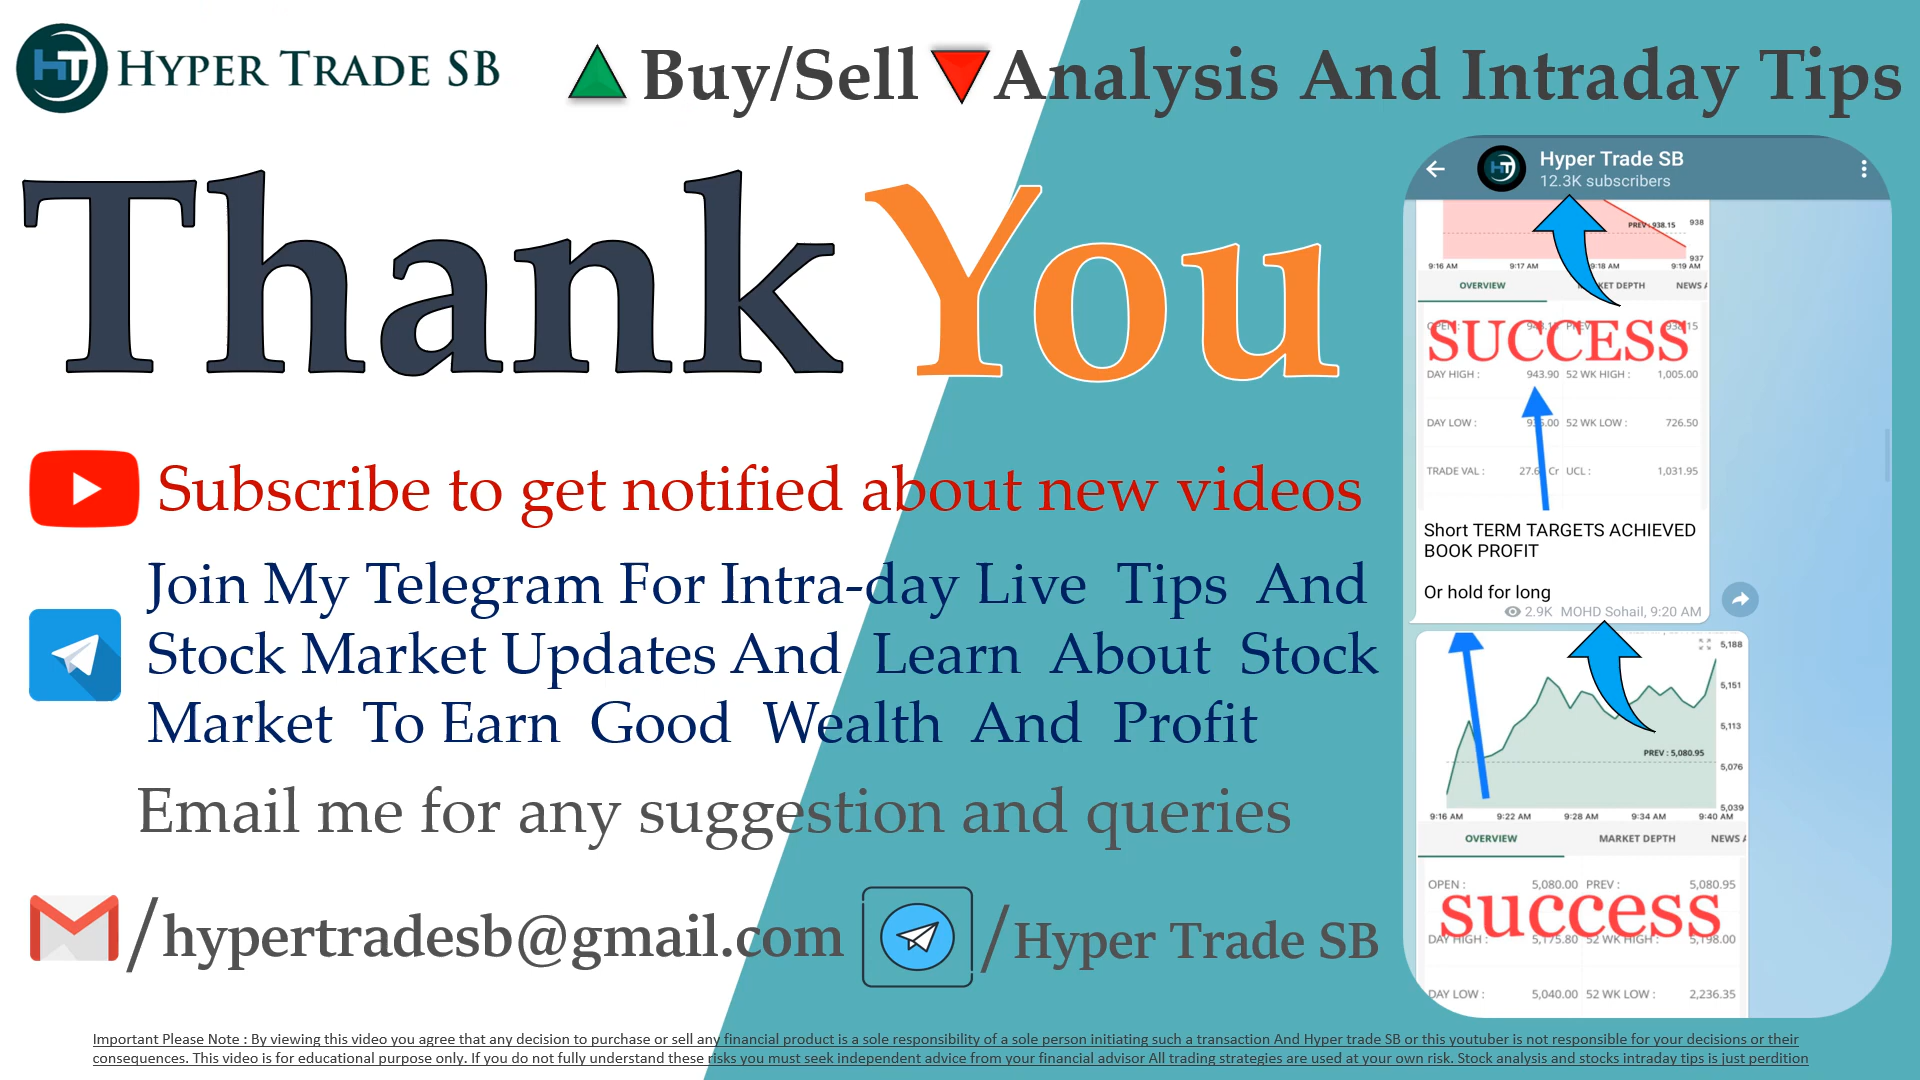 HT HYPER TRADE SB
Buy/Sell Analysis And Intraday Tips
Thank You
Subscribe to get notified about new videos
Join My Telegram For Intra-day Live Tips And
Stock Market Updates And Learn About Stock
Market To Earn Good Wealth And Profit
Email me for any suggestion and queries
/hypertradesb@gmail.com
/Hyper Trade SB
HT Hyper Trade SB
12.3K subscribers
PREV : 938.15 938
937
9:16 AM 9:17 AM 9:18 AM 9:19 AM
OVERVIEW MARKET DEPTH NEWS
SUCCESS
DAY HIGH : 943.90 52 WK HIGH : 1,005.00
DAY LOW : 52 WK LOW : 726.50
TRADE VAL : Cr UCL : 1,031.95
Short TERM TARGETS ACHIEVED
BOOK PROFIT
Or hold for long
2.9K MOHD Sohail, 9:20 AM
5,188
5,151
5,113
PREV : 5,080.95
5,076
5,039
9:16 AM 9:22 AM 9:28 AM 9:34 AM 9:40 AM
OVERVIEW MARKET DEPTH NEWS
OPEN : 5,080.00 PREV : 5,080.95
success
DAY HIGH : 5,175.80 52 WK HIGH : 5,198.00
DAY LOW : 5,040.00 52 WK LOW : 2,236.35
Important Please Note : By viewing this video you agree that any decision to purchase or sell any financial product is a sole responsibility of a sole person initiating such a transaction And Hyper trade SB or this youtuber is not responsible for your decisions or their
consequences. This video is for educational purpose only. If you do not fully understand these risks you must seek independent advice from your financial advisor All trading strategies are used at your own risk. Stock analysis and stocks intraday tips is just perdition